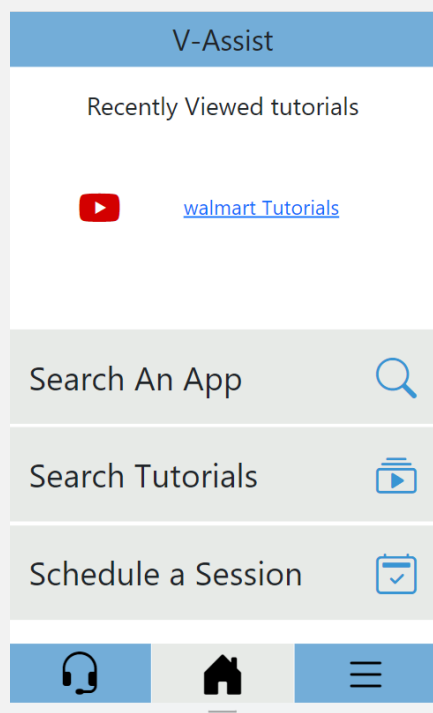 V-Assist
Recently Viewed tutorials
walmart Tutorials
Search An App
Search Tutorials
Schedule a Session